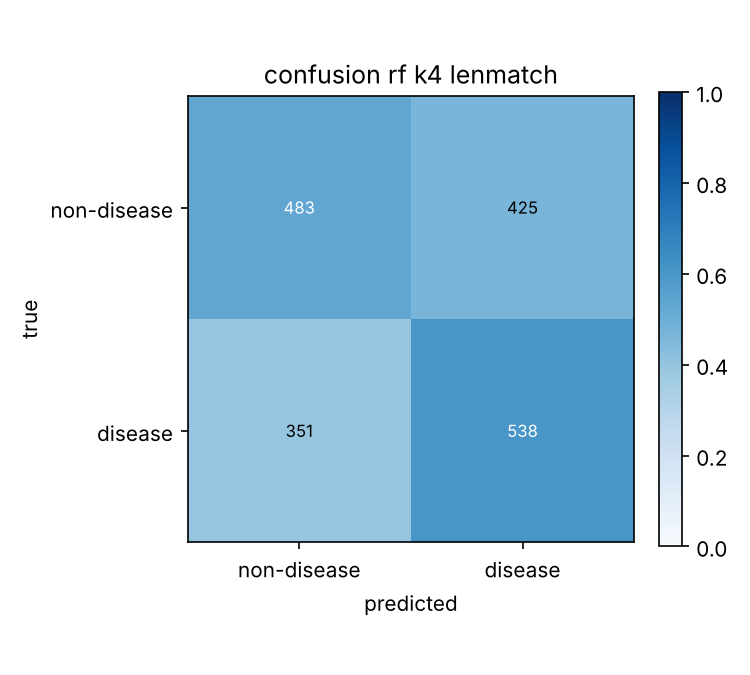 confusion rf k4 lenmatch
1.0
0.8
0.6
0.4
0.2
0.0
non-disease
483
425
true
disease
351
538
non-disease
disease
predicted